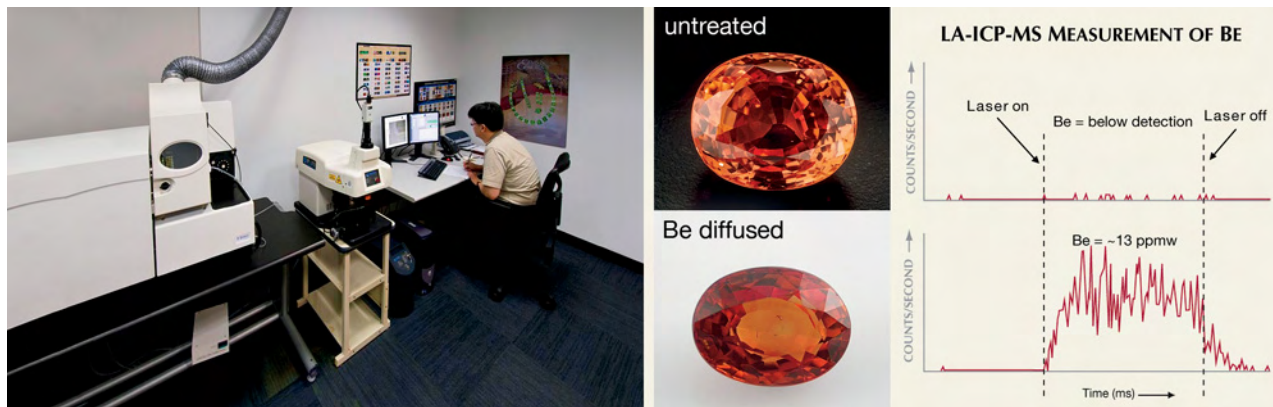 untreated
Be diffused
LA-ICP-MS MEASUREMENT OF BE
COUNTS/SECOND
Laser on
Be = below detection
Laser off
COUNTS/SECOND
Be = ~13 ppmw
Time (ms)